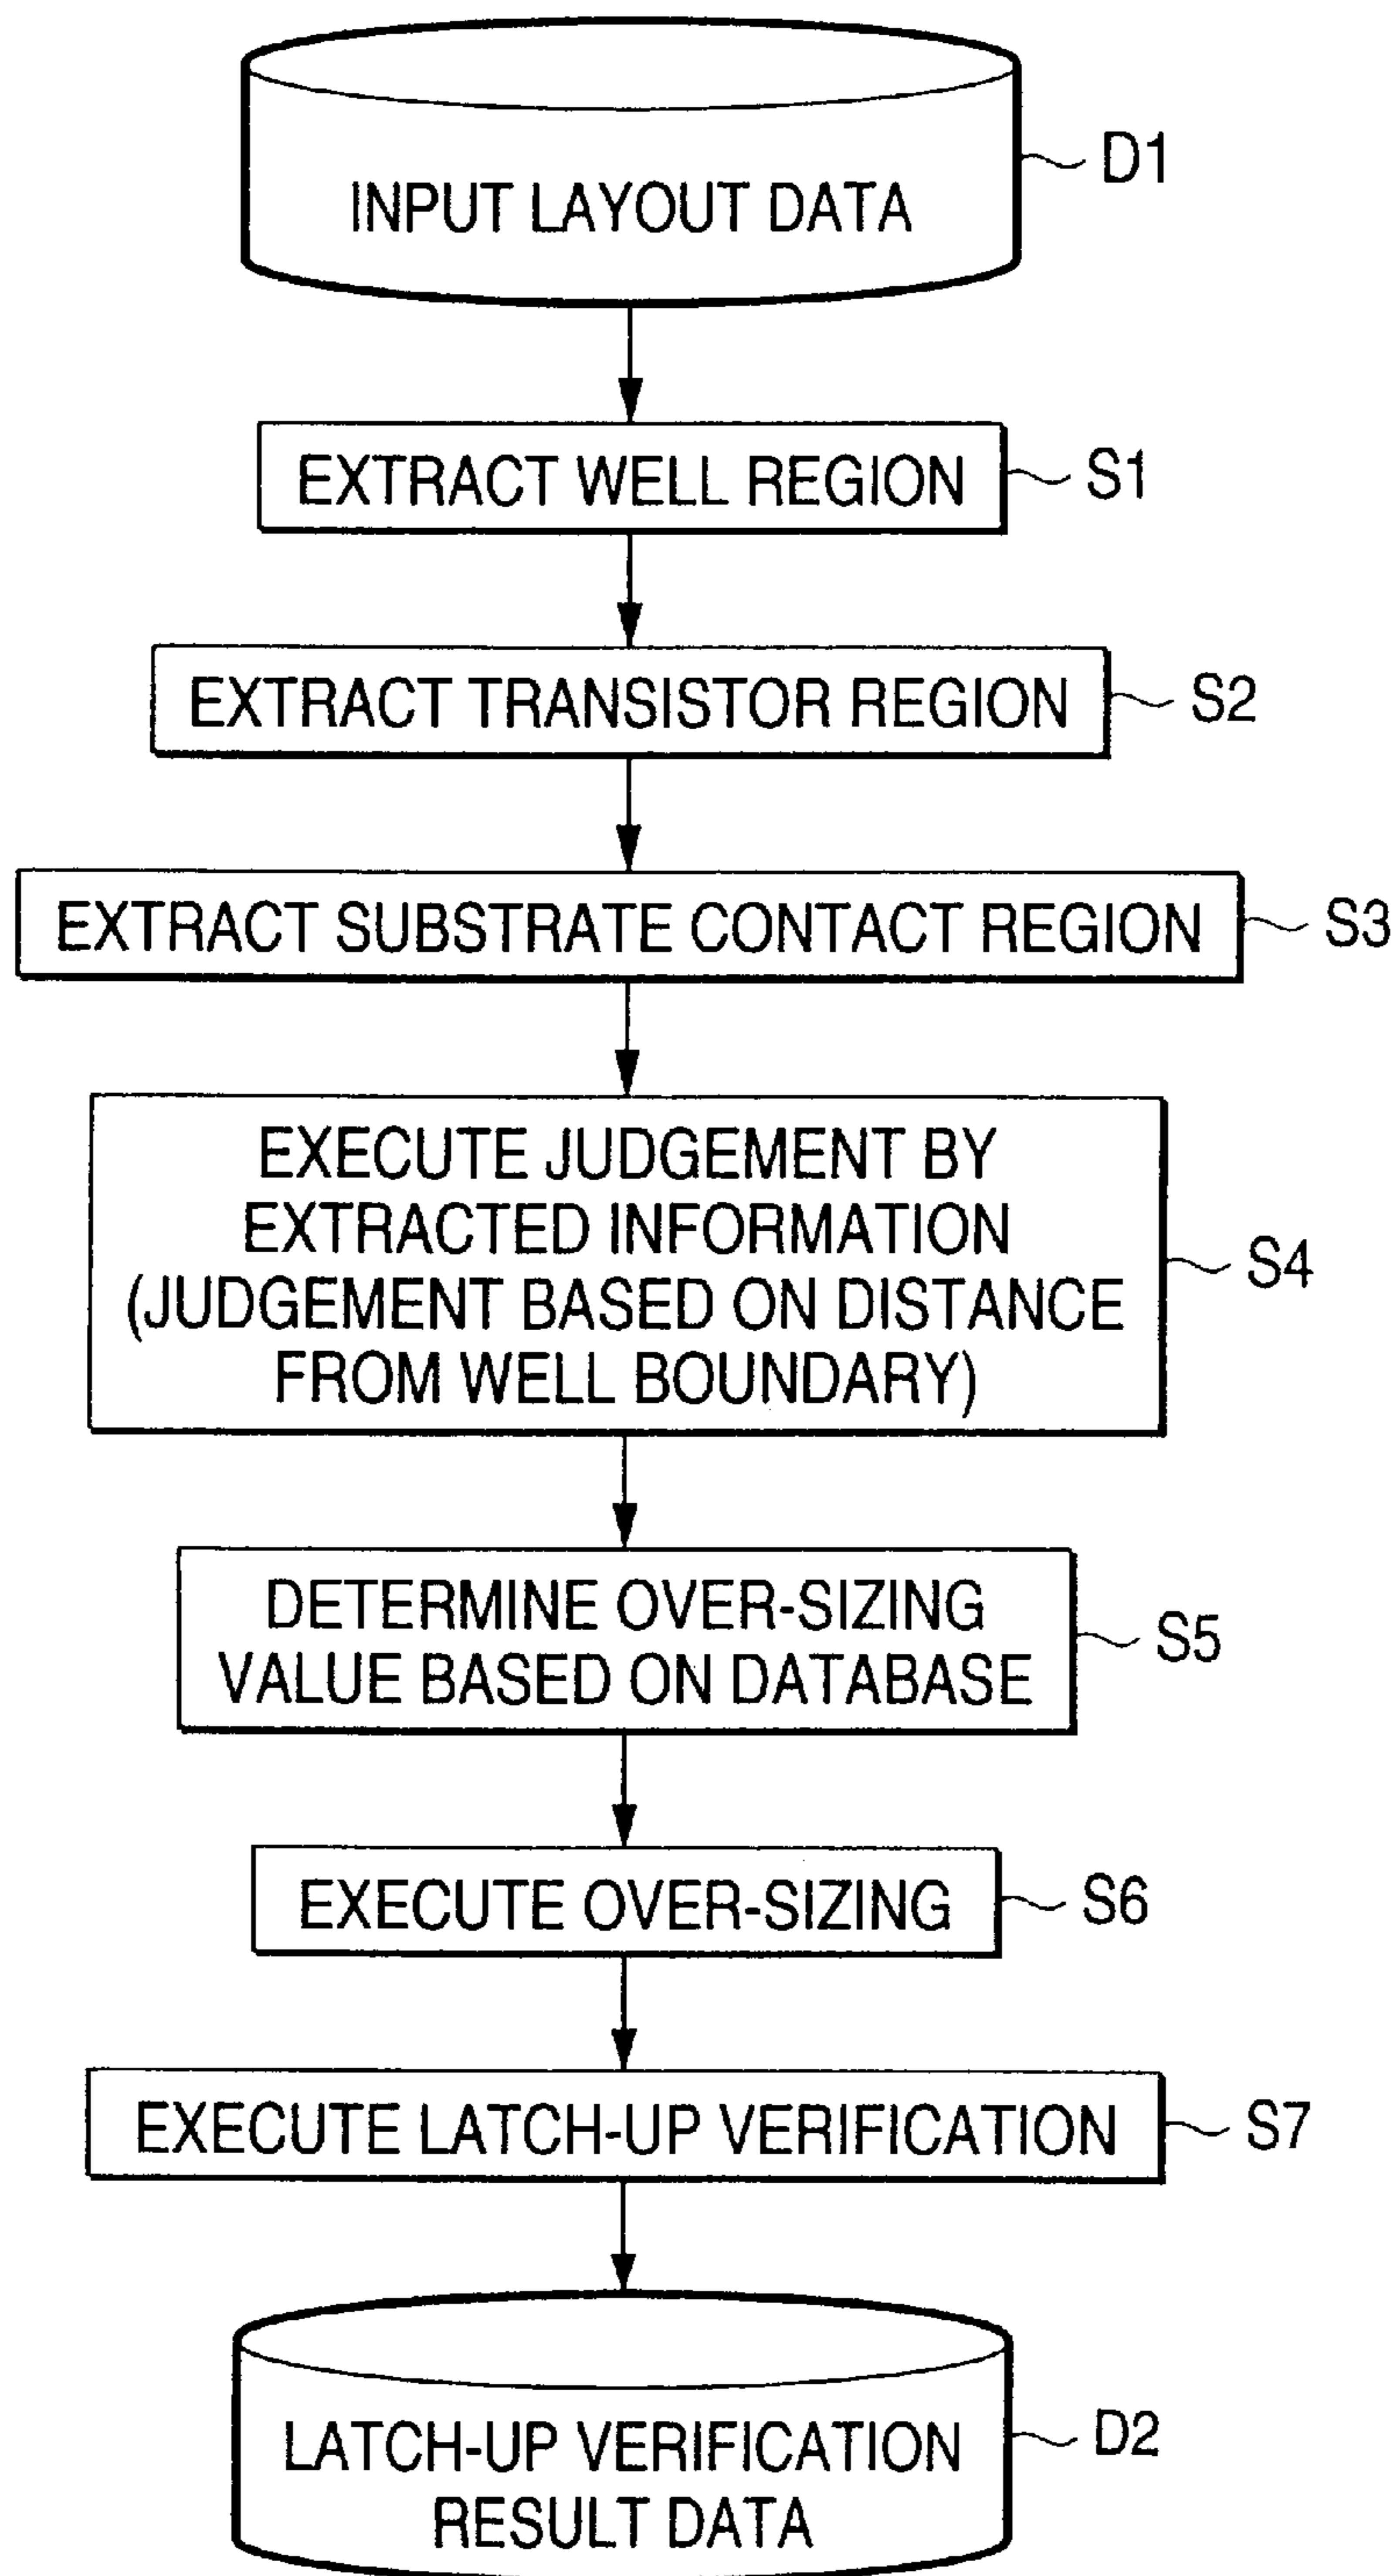 INPUT LAYOUT DATA
D1
EXTRACT WELL REGION
S1
EXTRACT TRANSISTOR REGION
S2
EXTRACT SUBSTRATE CONTACT REGION
S3
EXECUTE JUDGEMENT BY
EXTRACTED INFORMATION
(JUDGEMENT BASED ON DISTANCE
FROM WELL BOUNDARY)
S4
DETERMINE OVER-SIZING
VALUE BASED ON DATABASE
S5
EXECUTE OVER-SIZING
S6
EXECUTE LATCH-UP VERIFICATION
S7
LATCH-UP VERIFICATION
RESULT DATA
D2